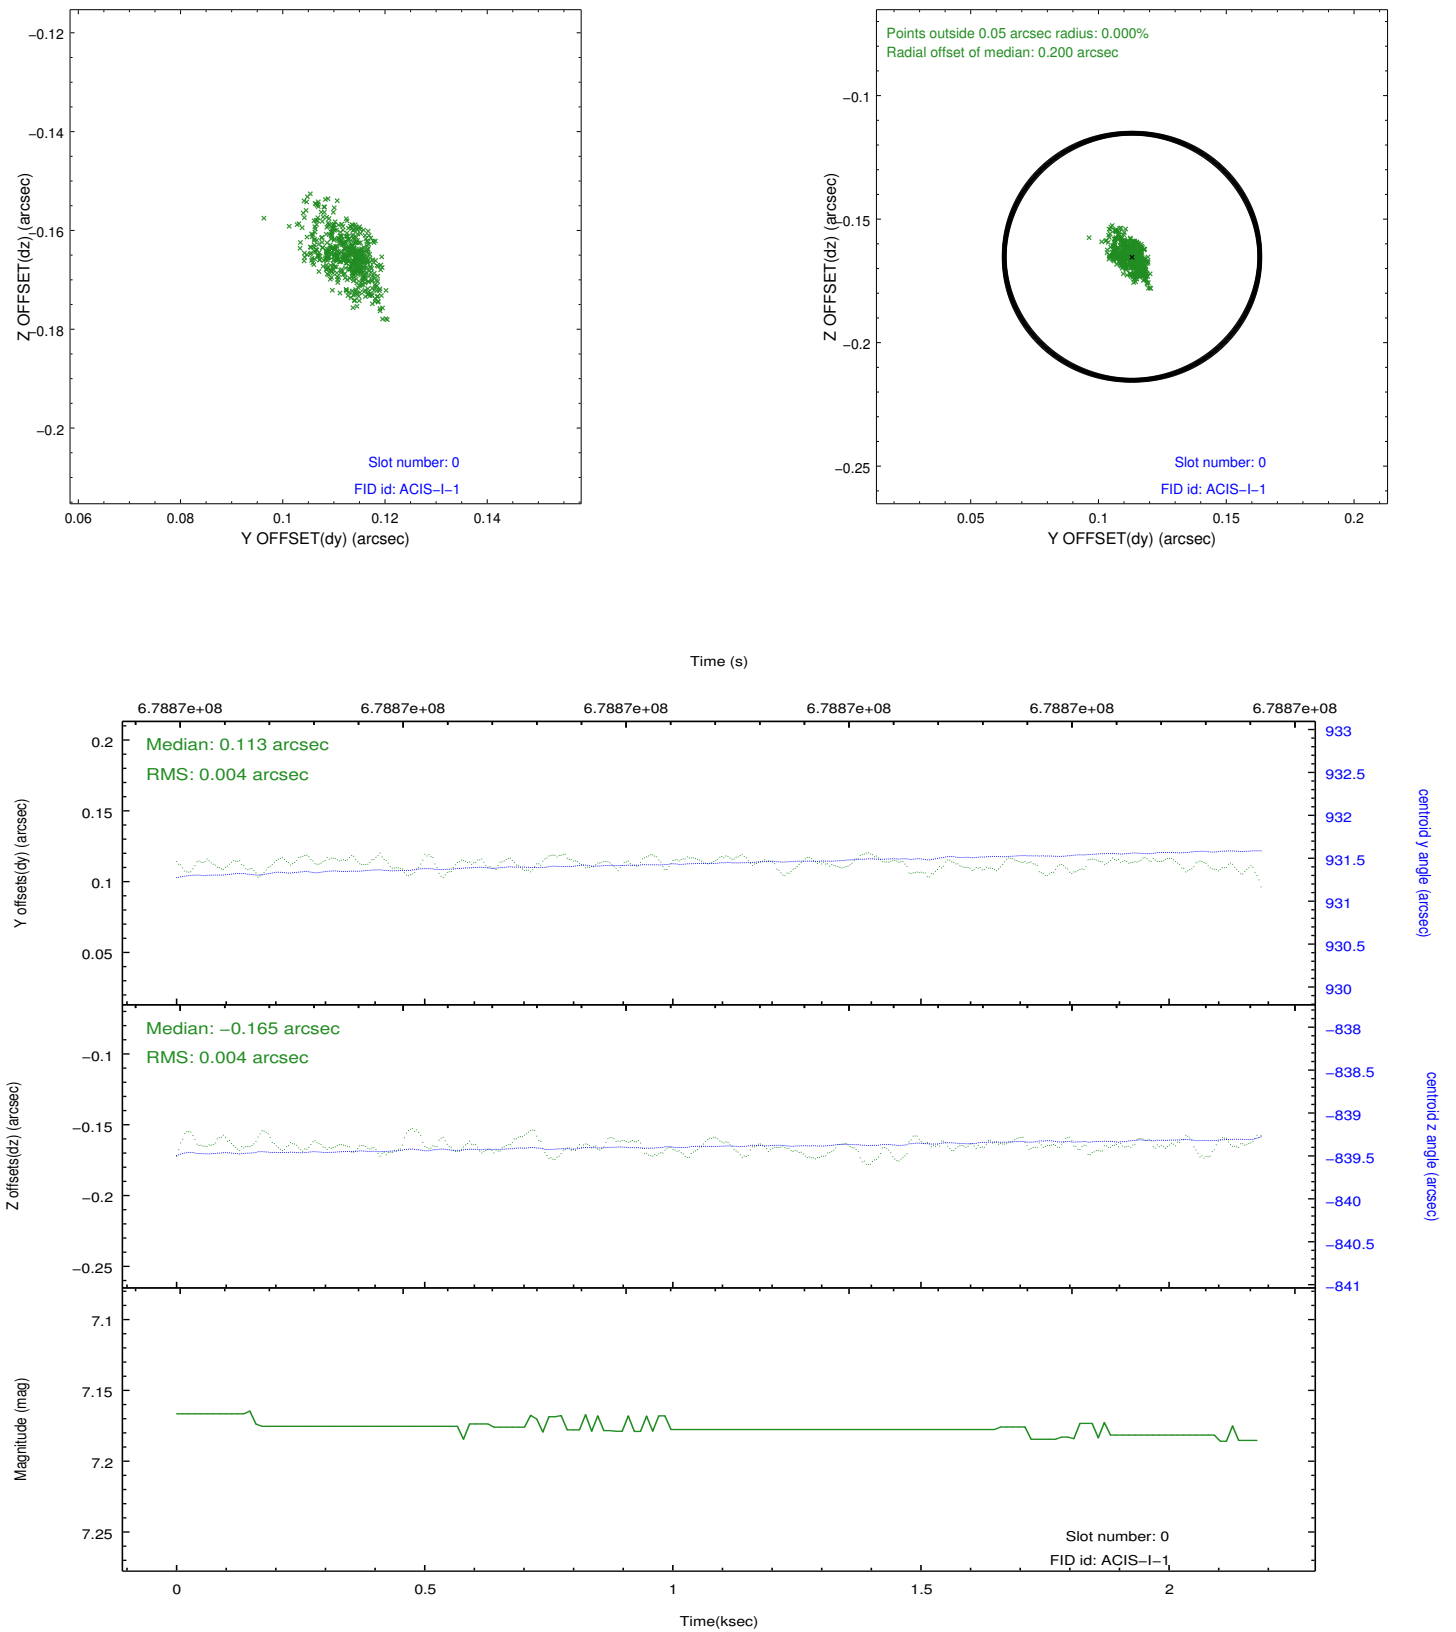 −0.12
−0.14
−0.16
−0.18
−0.2
Z OFFSET(dz) (arcsec)
Slot number: 0
FID id: ACIS−I−1
0.06 0.08 0.1 0.12 0.14
Y OFFSET(dy) (arcsec)
Points outside 0.05 arcsec radius: 0.000%
Radial offset of median: 0.200 arcsec
−0.1
−0.15
−0.2
−0.25
Z OFFSET(dz) (arcsec)
Slot number: 0
FID id: ACIS−I−1
0.05 0.1 0.15 0.2
Y OFFSET(dy) (arcsec)
Time (s)
6.7887e+08 6.7887e+08 6.7887e+08 6.7887e+08 6.7887e+08 6.7887e+08
Median: 0.113 arcsec
RMS: 0.004 arcsec
0.2
0.15
0.1
0.05
Y offsets(dy) (arcsec)
933
932.5
932
931.5
931
930.5
930
centroid y angle (arcsec)
Median: −0.165 arcsec
RMS: 0.004 arcsec
−0.1
−0.15
−0.2
−0.25
Z offsets(dz) (arcsec)
−838
−838.5
−839
−839.5
−840
−840.5
−841
centroid z angle (arcsec)
7.1
7.15
7.2
7.25
Magnitude (mag)
Slot number: 0
FID id: ACIS−I−1
0 0.5 1 1.5 2
Time(ksec)